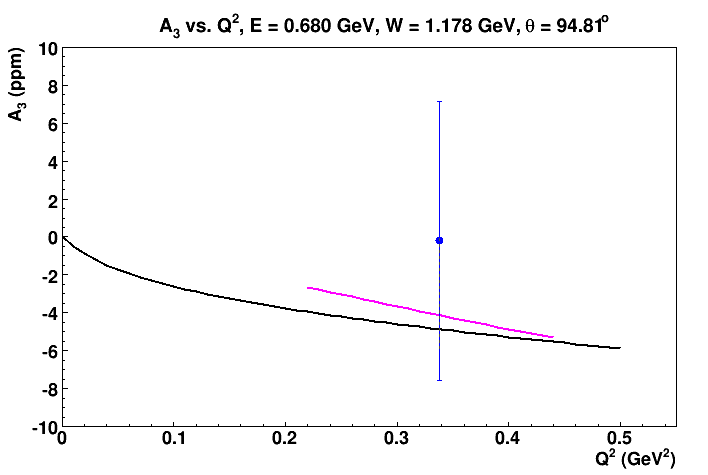 A₃ vs. Q², E = 0.680 GeV, W = 1.178 GeV, θ = 94.81°
A₃ (ppm)
10
8
6
4
2
0
-2
-4
-6
-8
-10
0 0.1 0.2 0.3 0.4 0.5
Q² (GeV²)